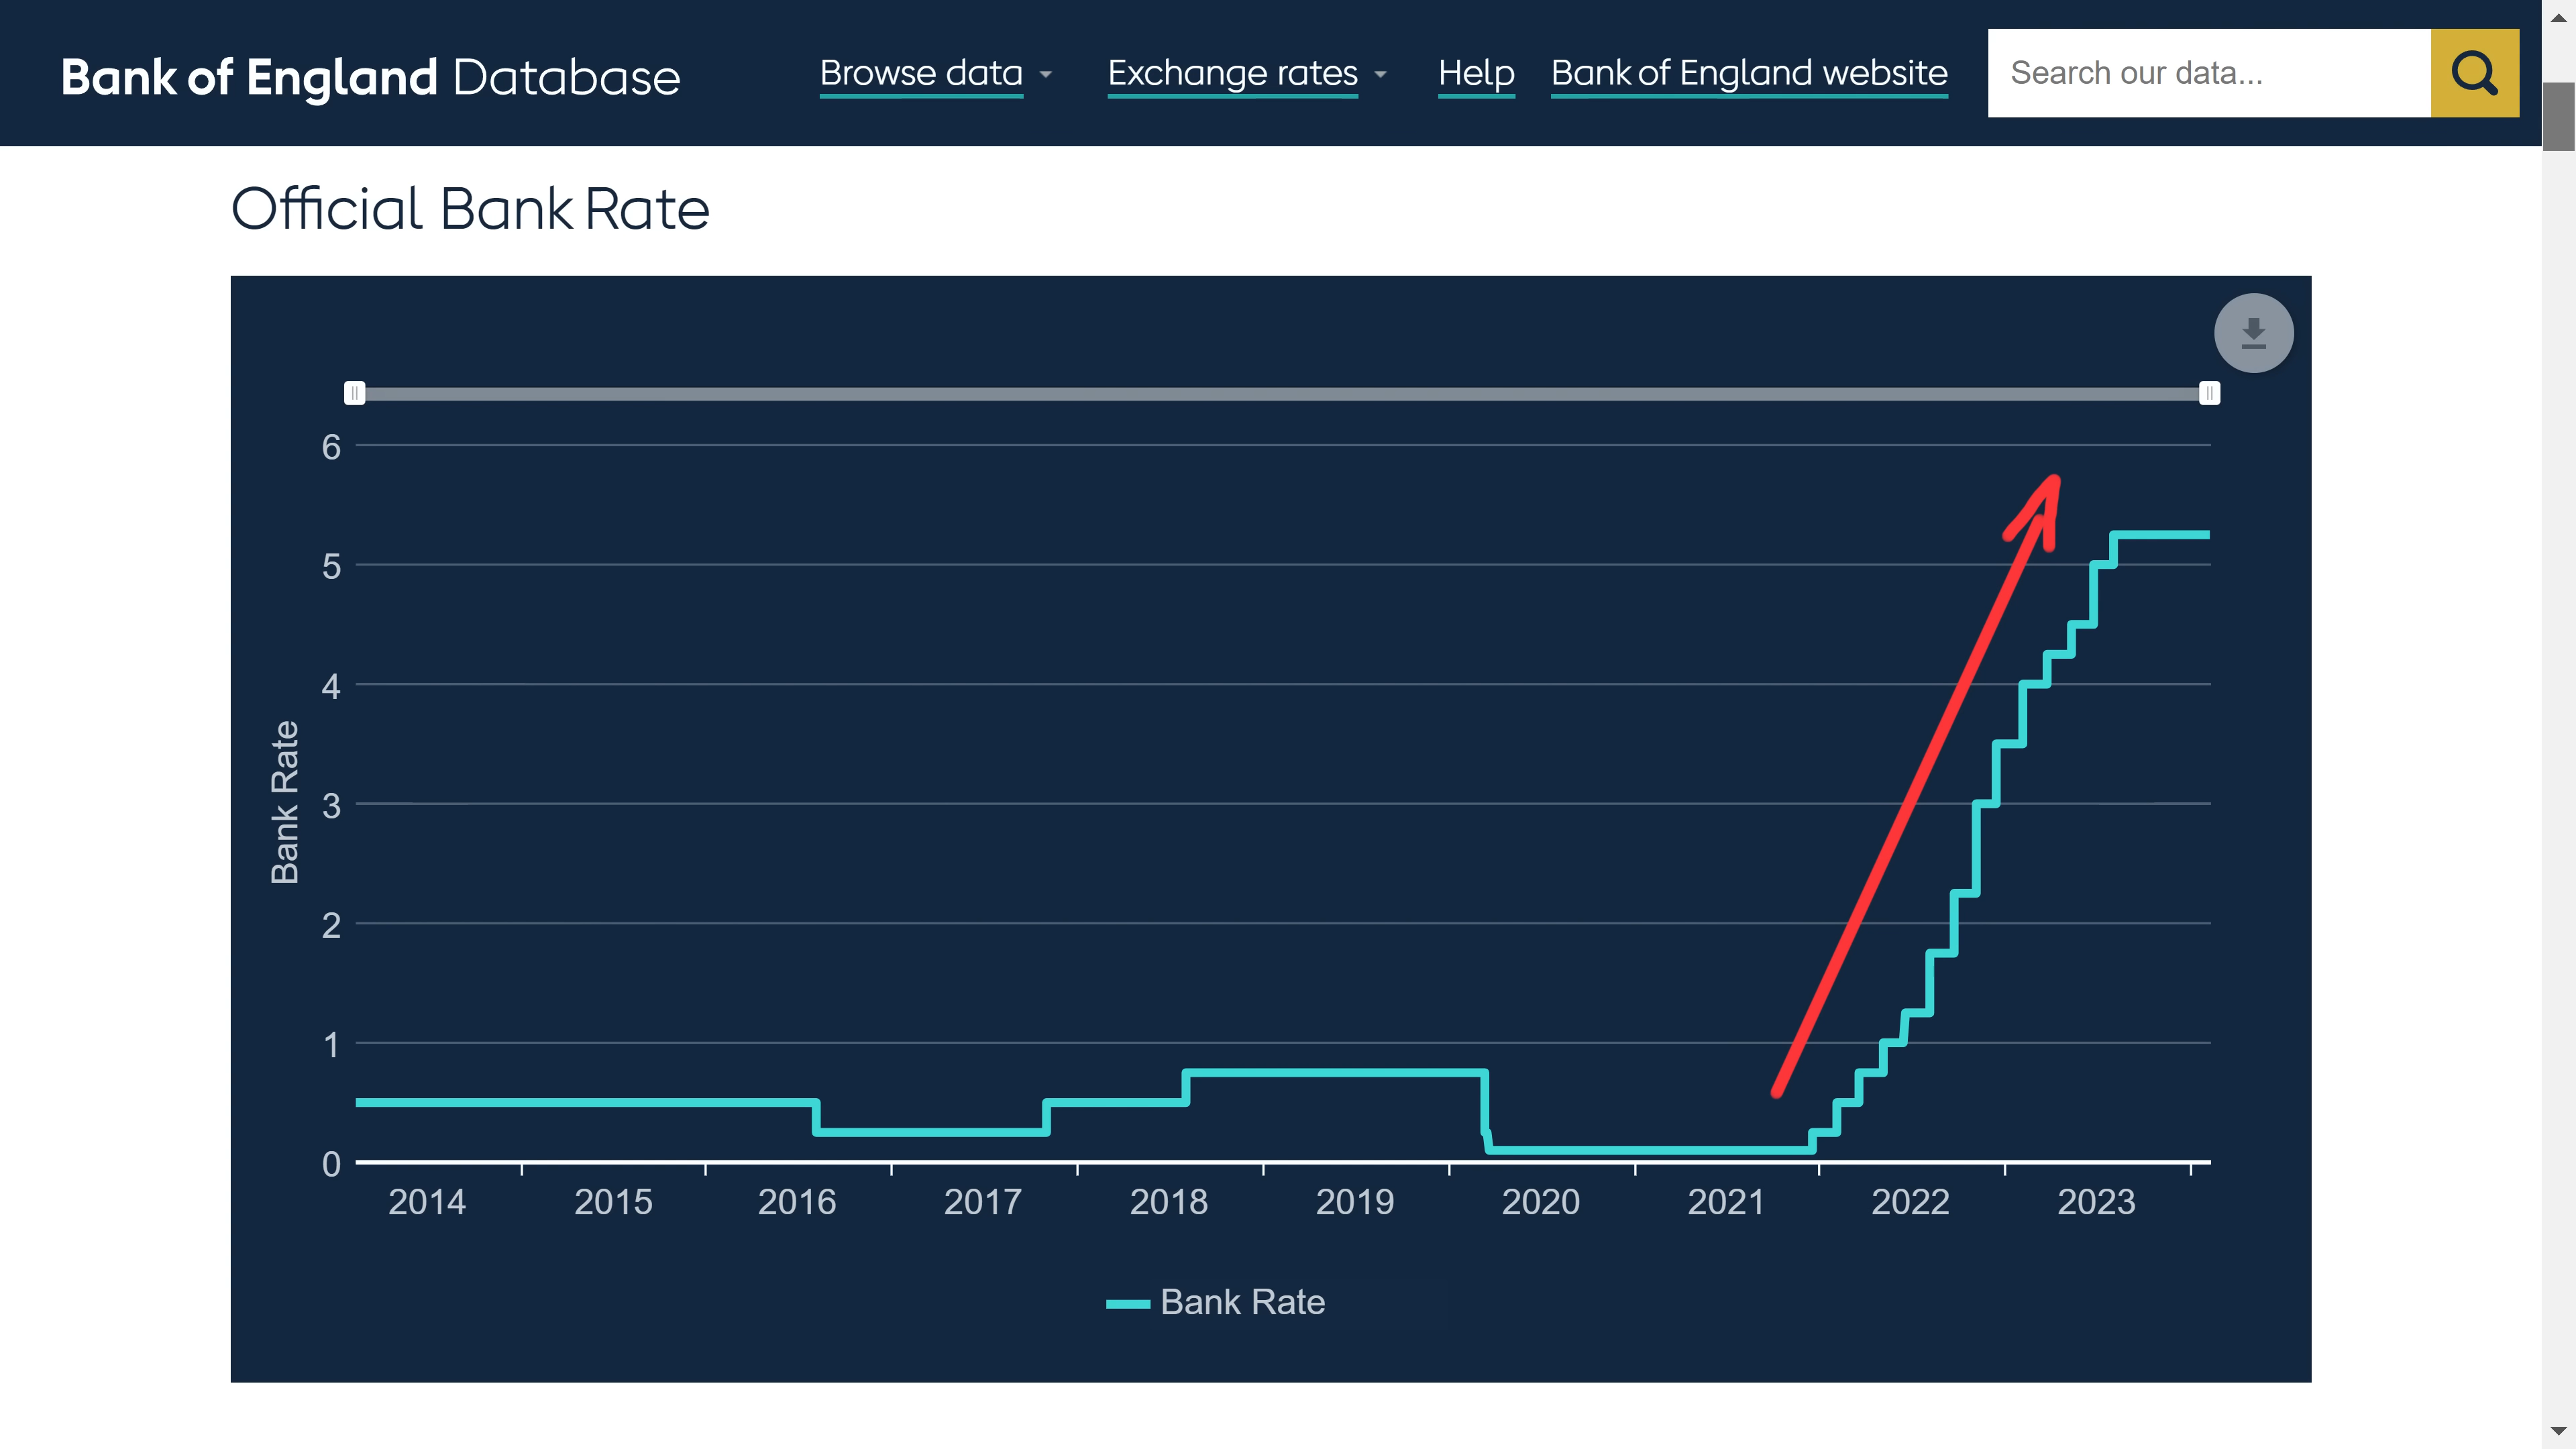 Bank of England Database
Browse data
Exchange rates
Help
Bank of England website
Search our data...
Official Bank Rate
6
5
4
3
2
1
0
Bank Rate
2014 2015 2016 2017 2018 2019 2020 2021 2022 2023
Bank Rate